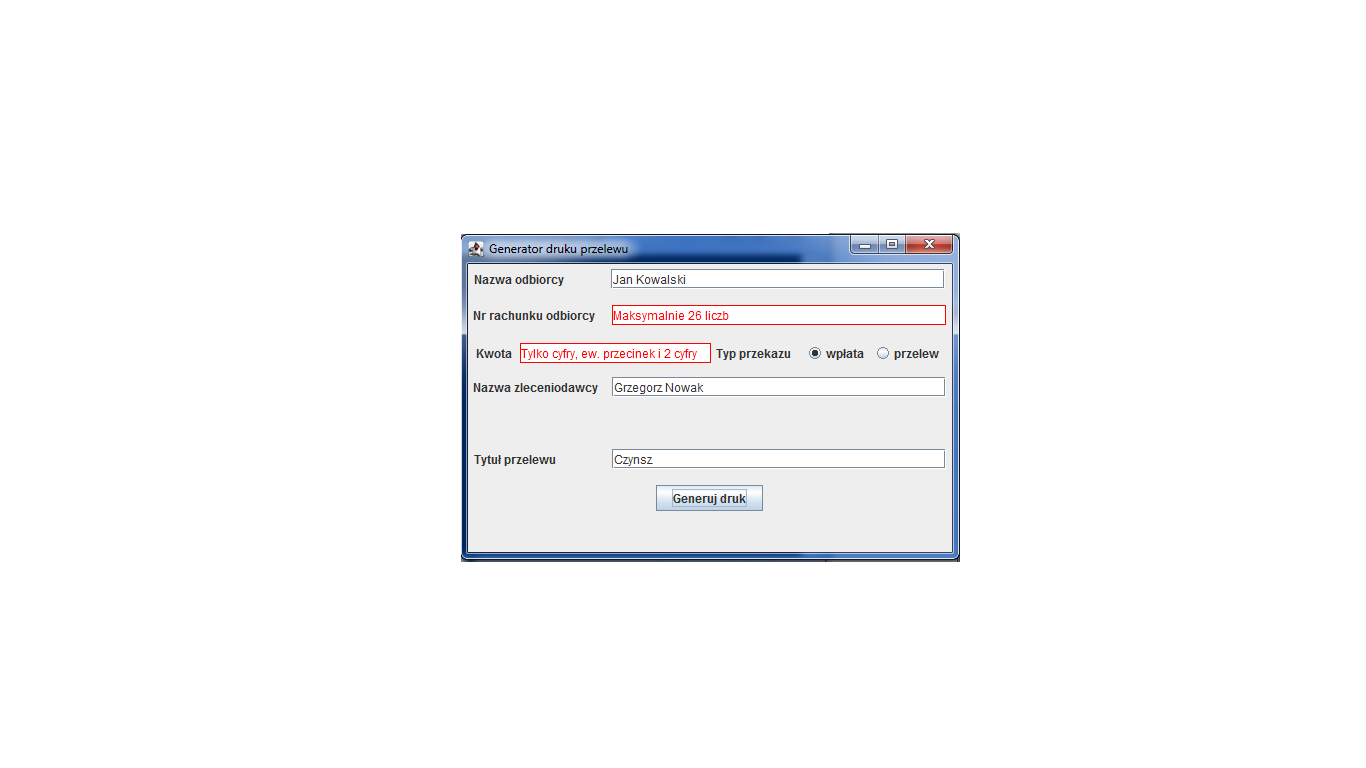 Generator druku przelewu
Nazwa odbiorcy Jan Kowalski
Nr rachunku odbiorcy Maksymalnie 26 liczb
Kwota Tylko cyfry, ew. przecinek i 2 cyfry Typ przekazu wpłata przelew
Nazwa zleceniodawcy Grzegorz Nowak
Tytuł przelewu Czynsz
Generuj druk